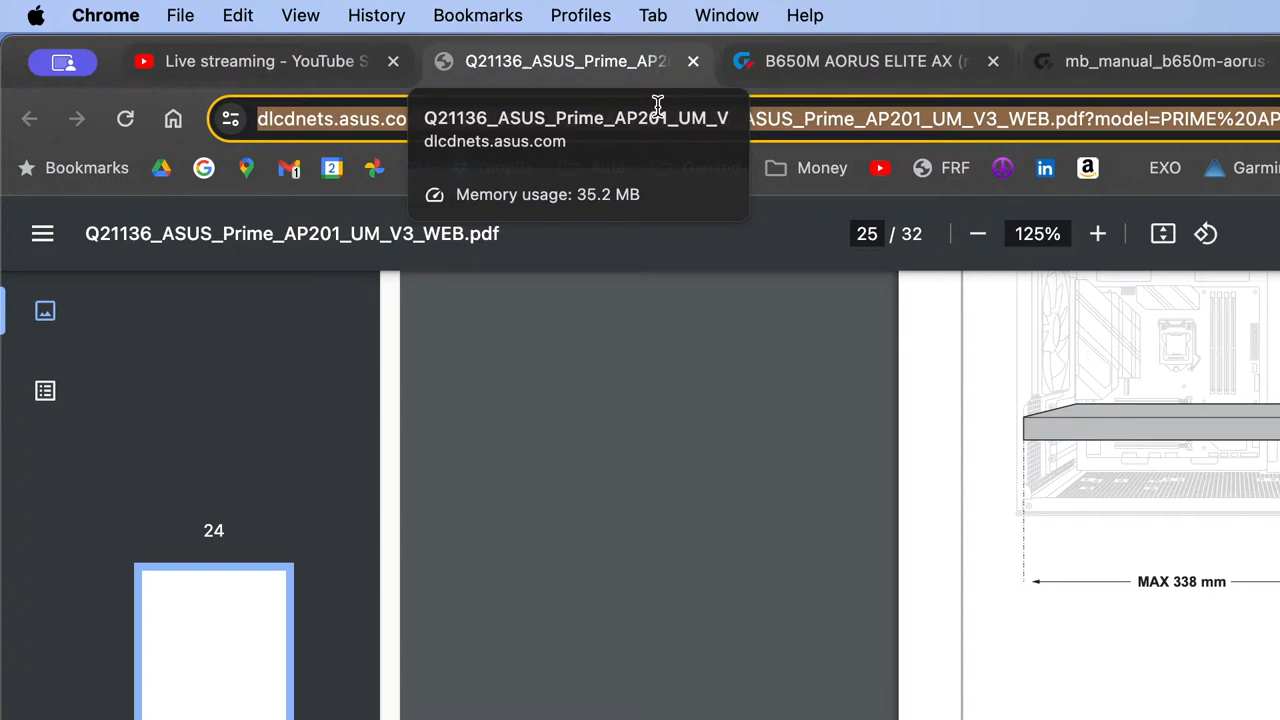 Chrome File Edit View History Bookmarks Profiles Tab Window Help
Live streaming - YouTube S Q21136_ASUS_Prime_AP2 B650M AORUS ELITE AX (r mb_manual_b650m-aorus-
dlcdnets.asus.co ASUS_Prime_AP201_UM_V3_WEB.pdf?model=PRIME%20AP
Q21136_ASUS_Prime_AP201_UM_V
dlcdnets.asus.com
Bookmarks Money FRF EXO Garmi
Memory usage: 35.2 MB
Q21136_ASUS_Prime_AP201_UM_V3_WEB.pdf 25 / 32 125%
24
MAX 338 mm